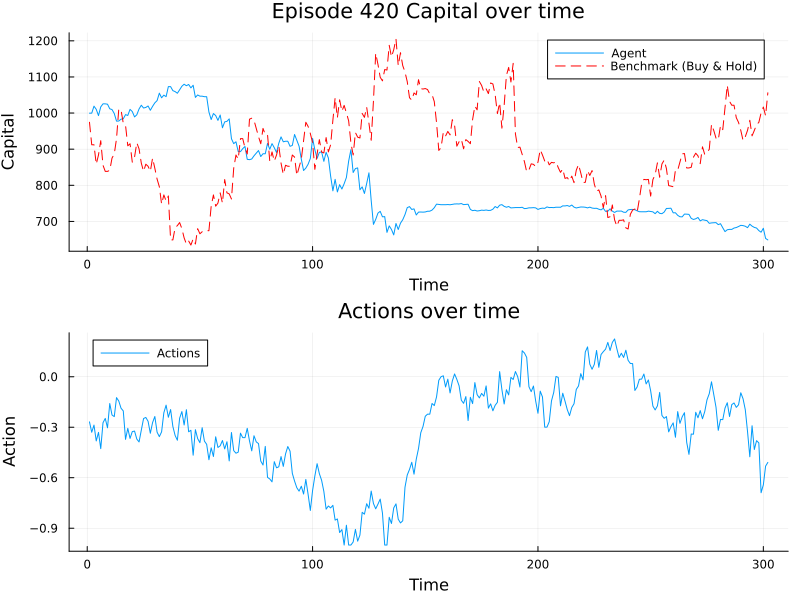 Episode 420 Capital over time
Capital
1200
1100
1000
900
800
700
Agent
Benchmark (Buy & Hold)
0
100
200
300
Time
Actions over time
Action
0.0
−0.3
−0.6
−0.9
Actions
0
100
200
300
Time